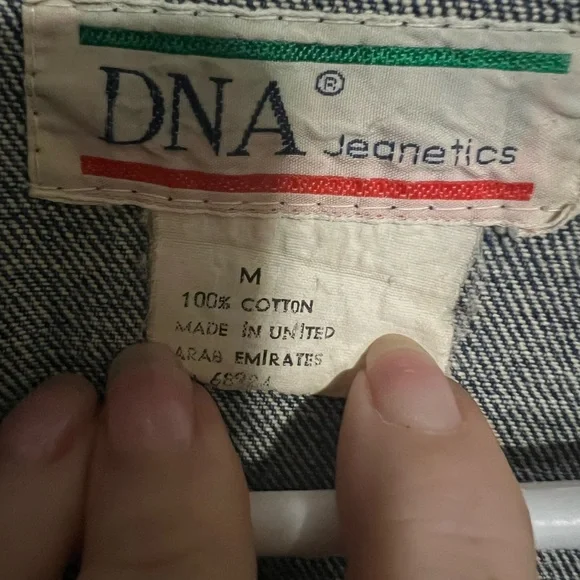 DNA® Jeanetics
M
100% COTTON
MADE IN UNITED
ARAB EMIRATES